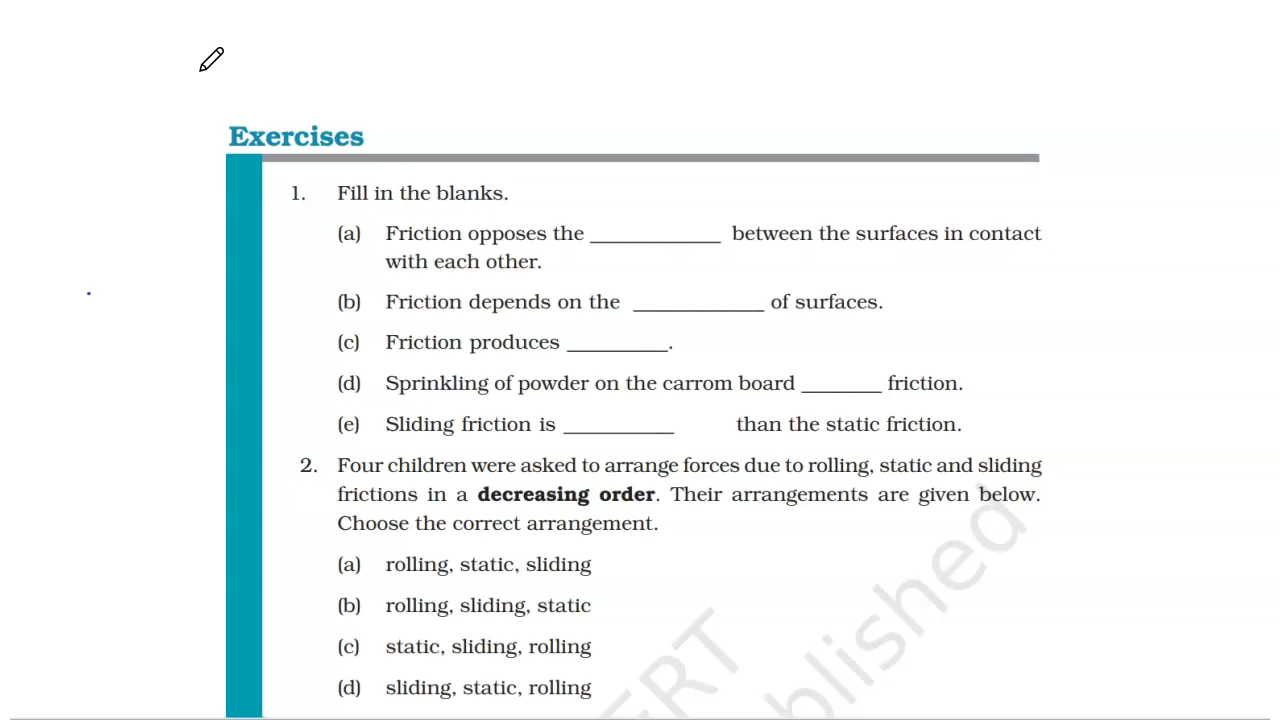 Exercises
1. Fill in the blanks.
(a) Friction opposes the _____________ between the surfaces in contact
with each other.
(b) Friction depends on the _____________ of surfaces.
(c) Friction produces __________.
(d) Sprinkling of powder on the carrom board ________ friction.
(e) Sliding friction is ___________ than the static friction.
2. Four children were asked to arrange forces due to rolling, static and sliding
frictions in a decreasing order. Their arrangements are given below.
Choose the correct arrangement.
(a) rolling, static, sliding
(b) rolling, sliding, static
(c) static, sliding, rolling
(d) sliding, static, rolling